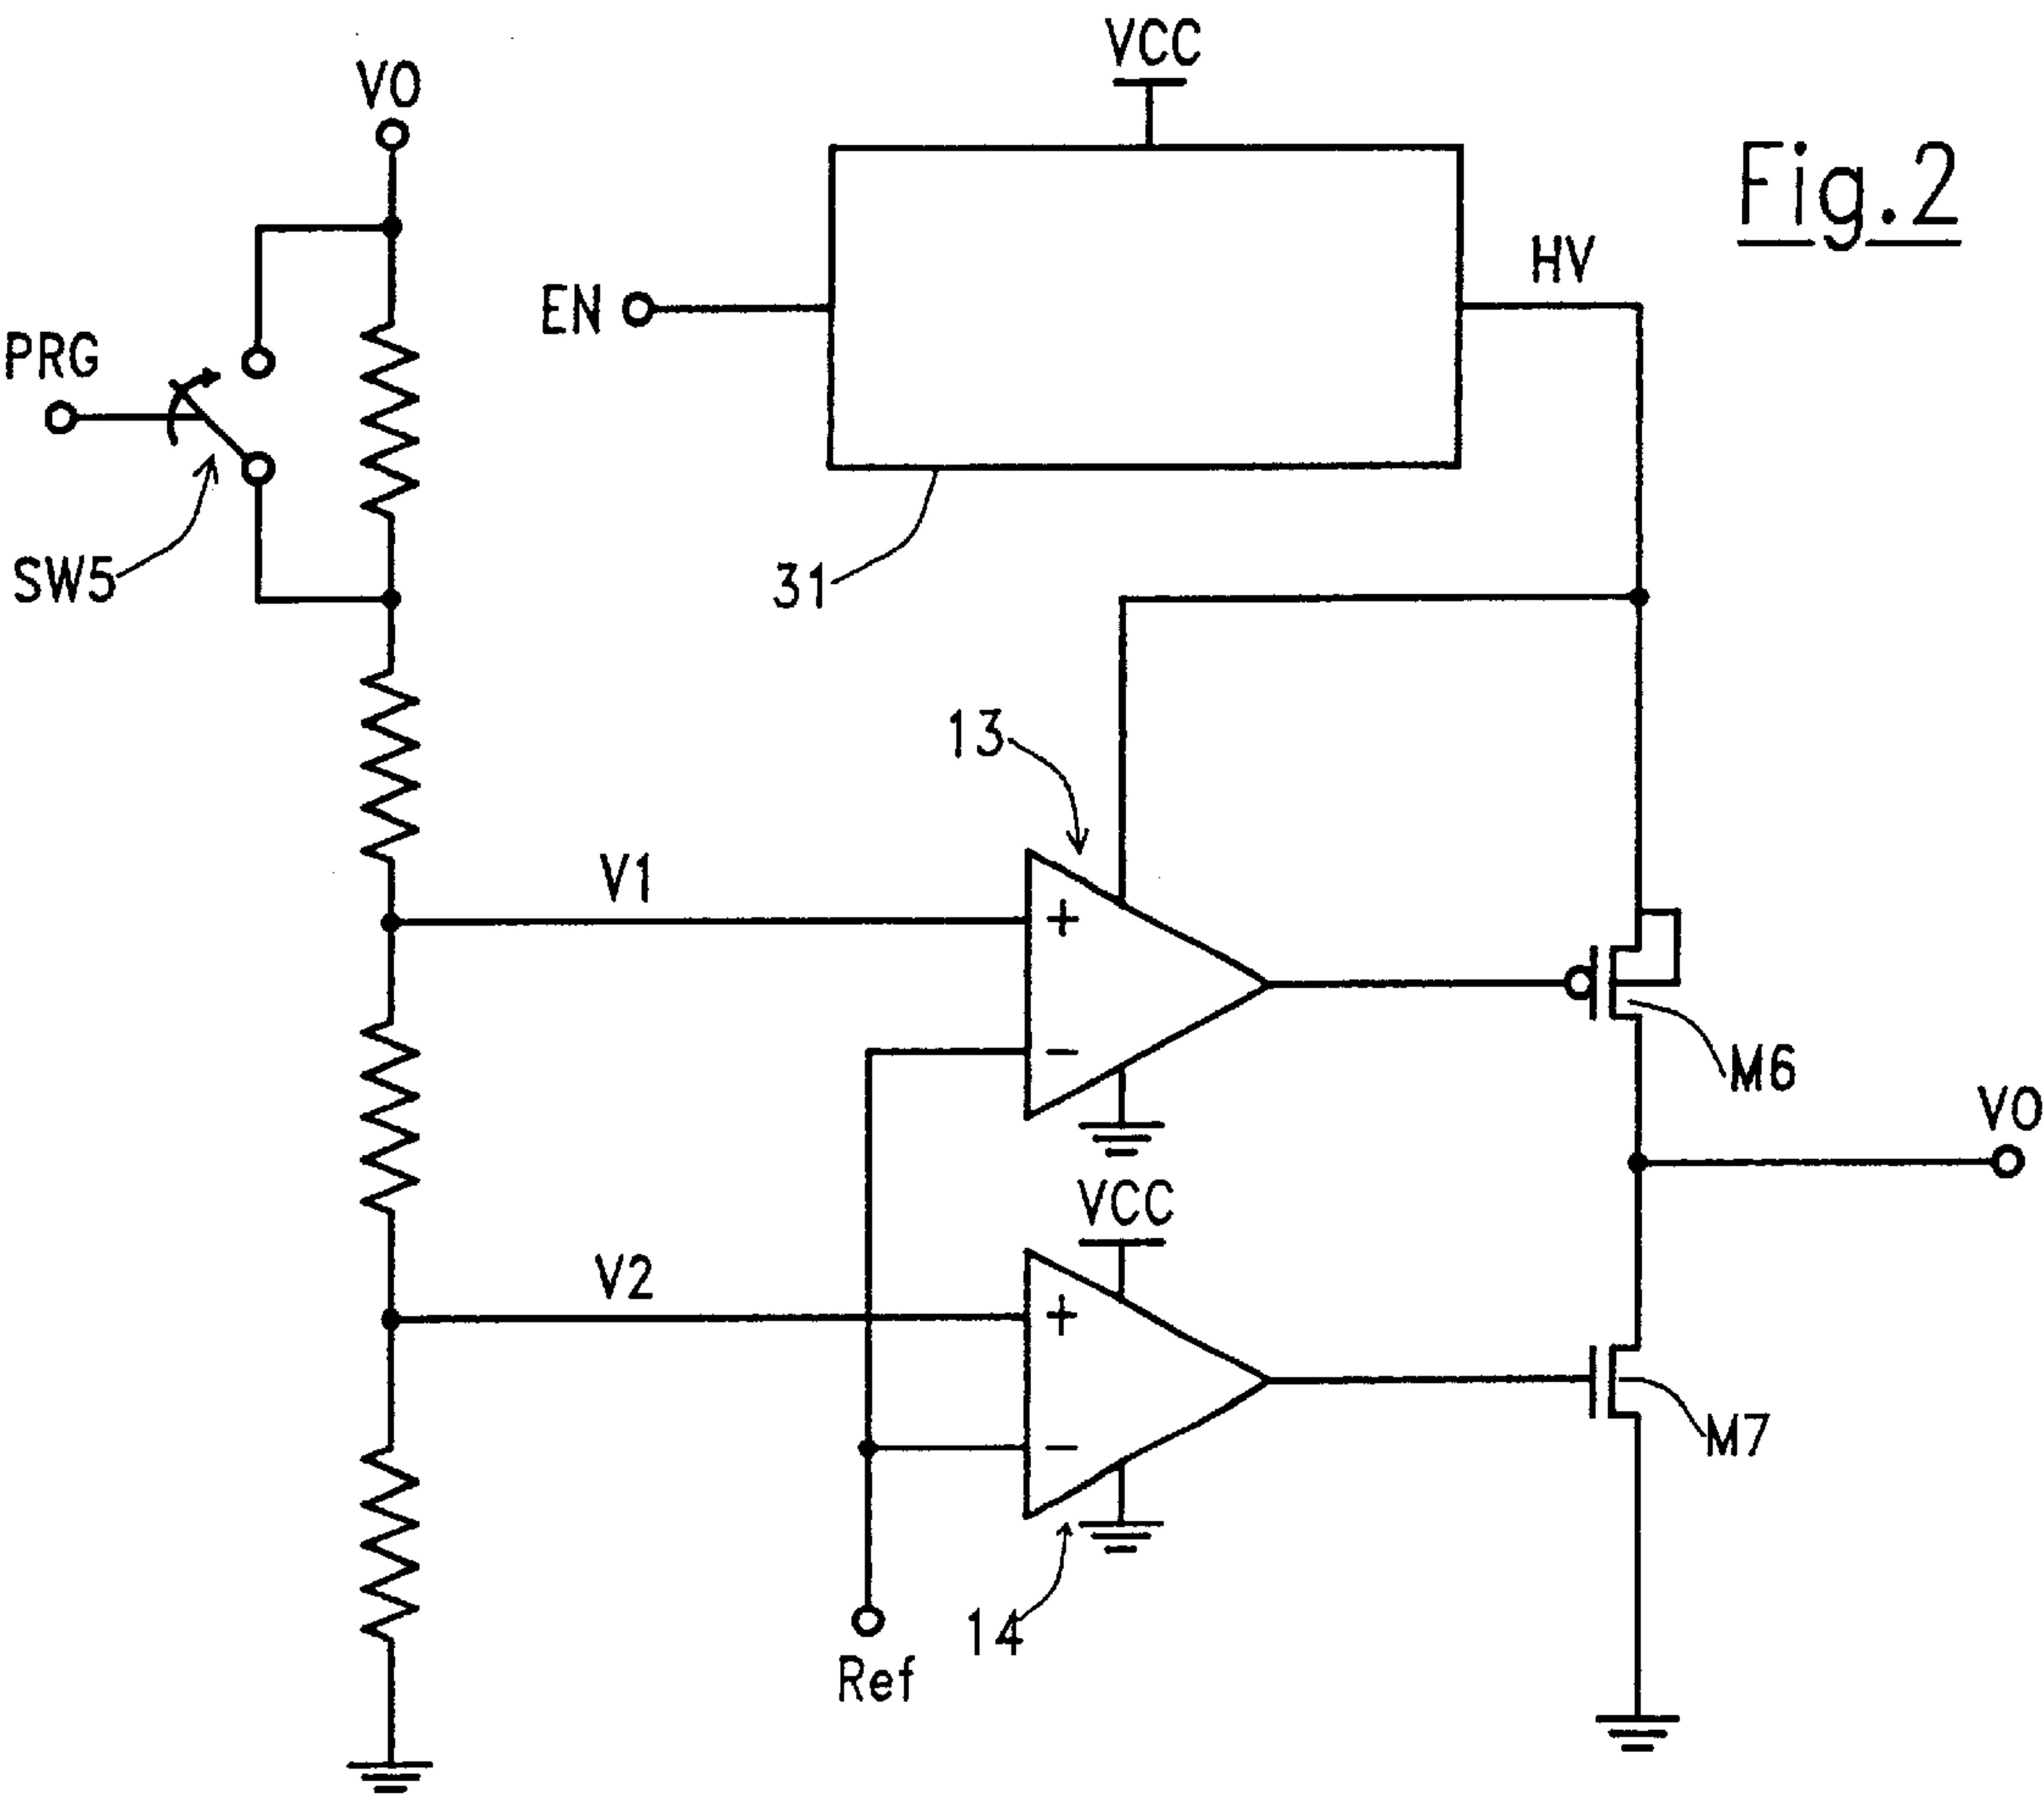 VCC
VO
Fig.2
HV
EN
PRG
SW5
31
13
V1
+
-
M6
VO
VCC
V2
+
-
M7
14
Ref